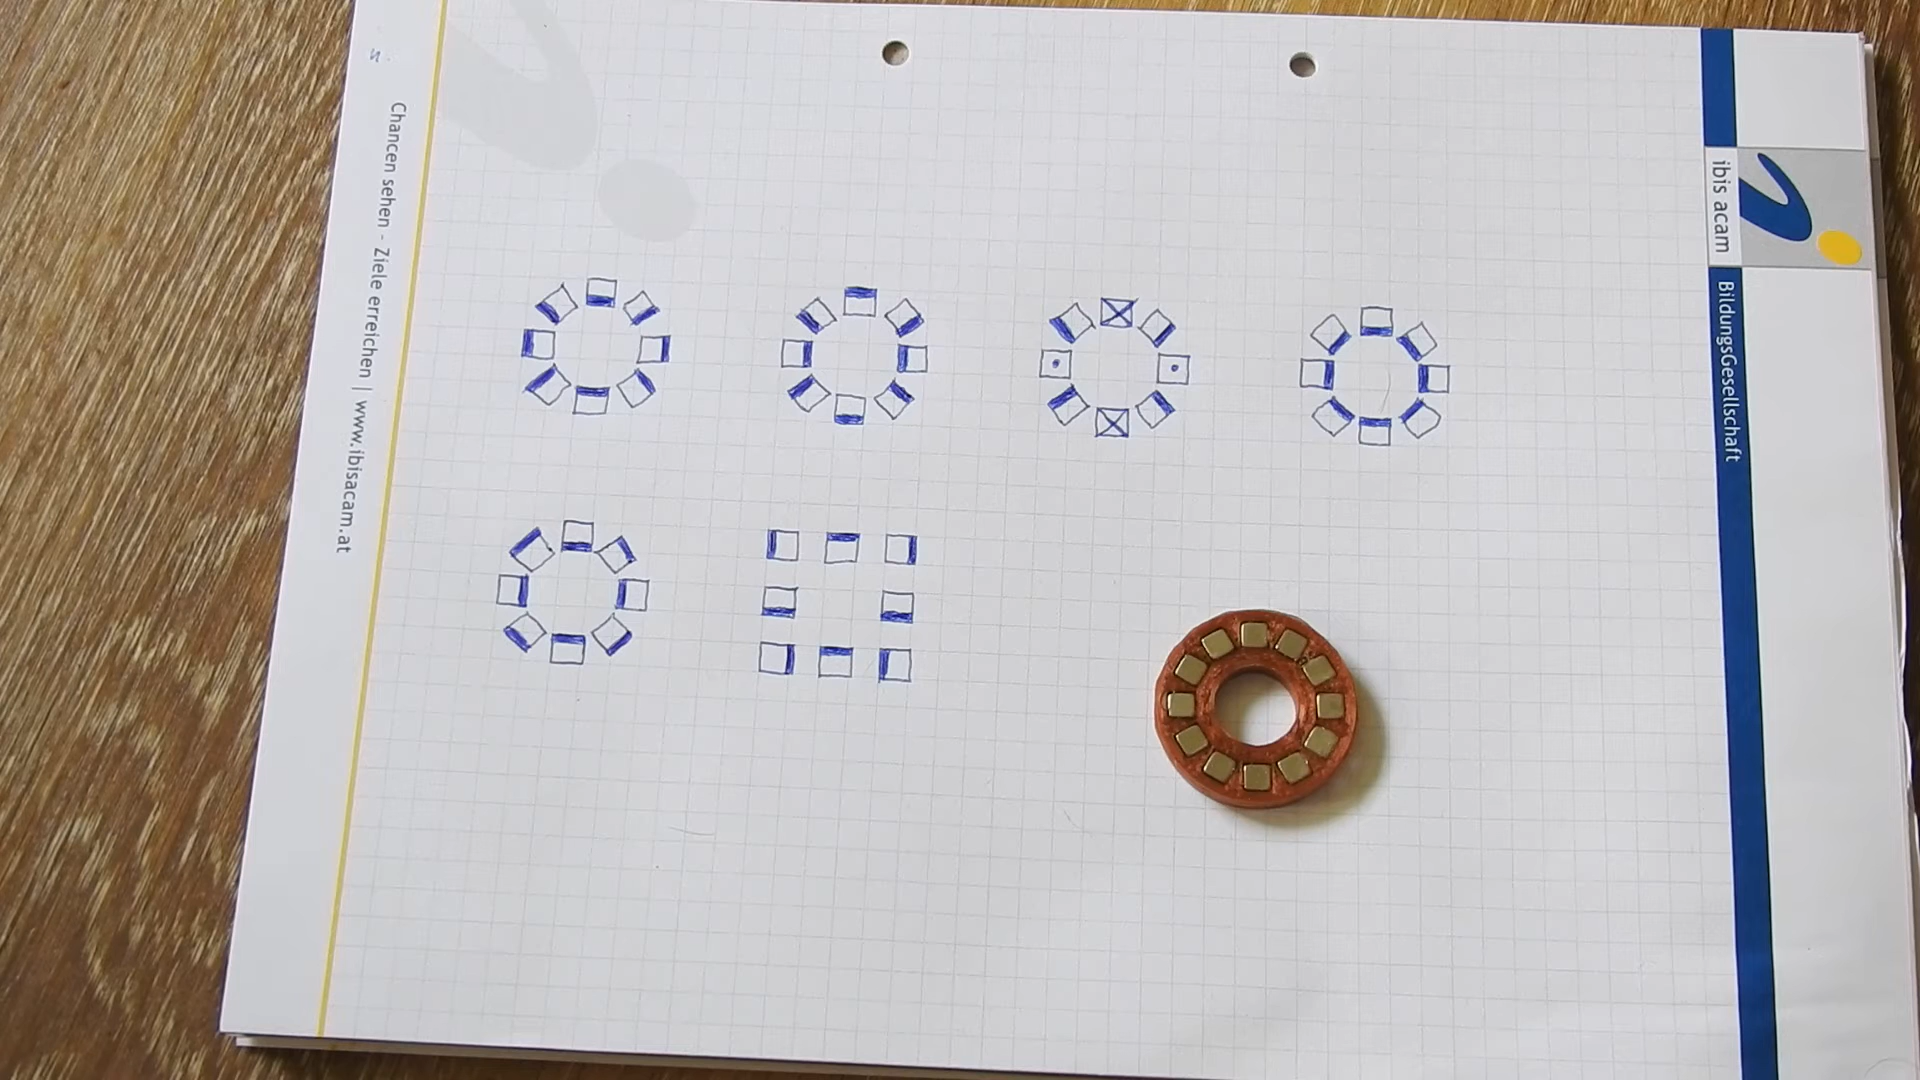 Chancen sehen - Ziele erreichen | www.ibisacam.at
ibis acam
BildungsGesellschaft